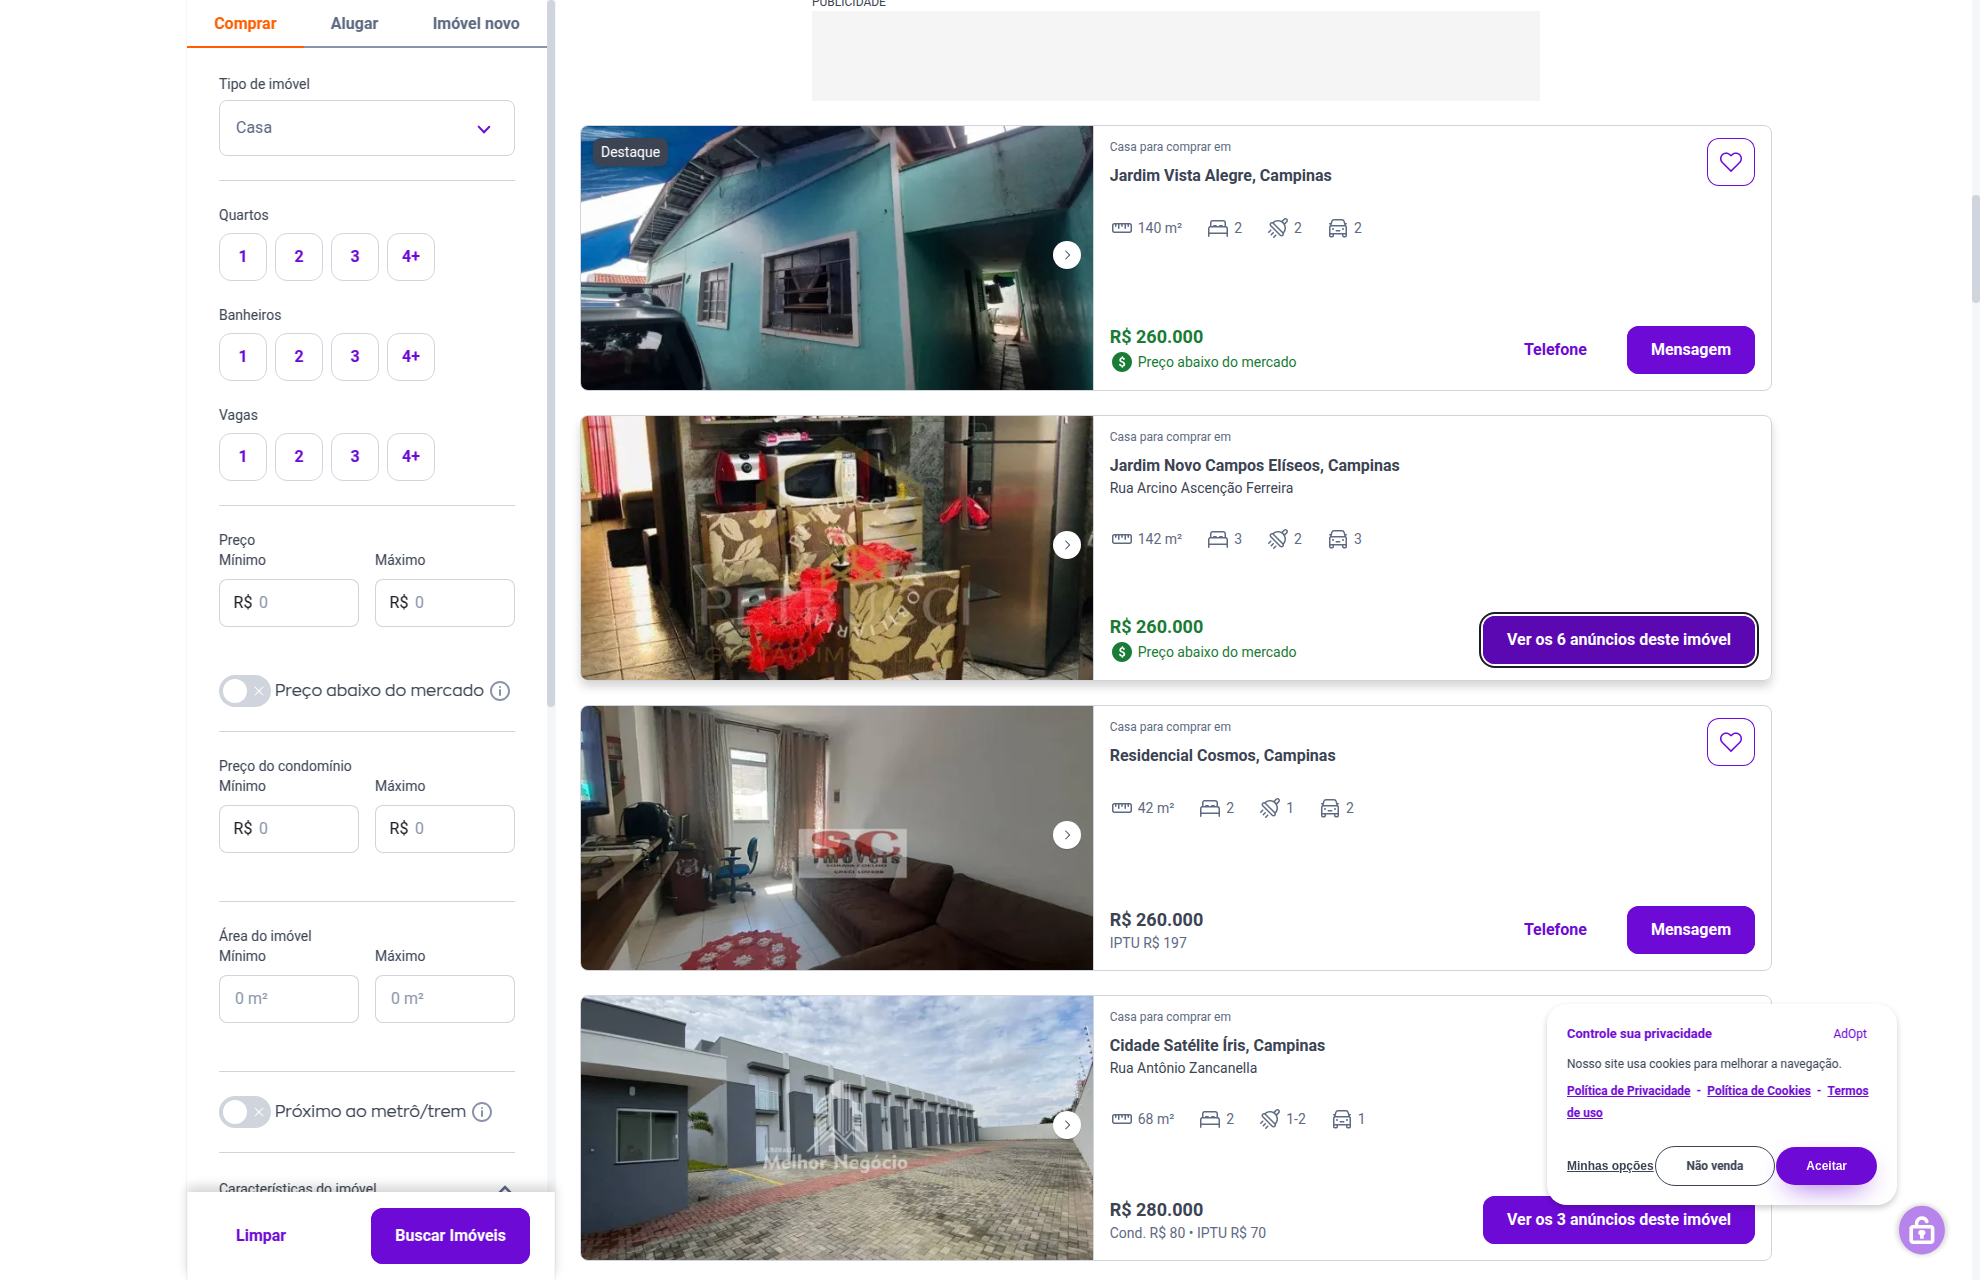 Comprar
Alugar
Imóvel novo
Tipo de imóvel
Casa
Quartos
1
2
3
4+
Banheiros
1
2
3
4+
Vagas
1
2
3
4+
Preço
Mínimo
Máximo
R$ 0
R$ 0
Preço abaixo do mercado
Preço do condomínio
Mínimo
Máximo
R$ 0
R$ 0
Área do imóvel
Mínimo
Máximo
0 m²
0 m²
Próximo ao metrô/trem
Características do imóvel
Limpar
Buscar Imóveis
PUBLICIDADE
Destaque
Casa para comprar em
Jardim Vista Alegre, Campinas
140 m²
2
2
2
R$ 260.000
Preço abaixo do mercado
Telefone
Mensagem
PETRUCCI
Casa para comprar em
Jardim Novo Campos Elíseos, Campinas
Rua Arcino Ascenção Ferreira
142 m²
3
2
3
R$ 260.000
Preço abaixo do mercado
Ver os 6 anúncios deste imóvel
SC
IMÓVEIS
Casa para comprar em
Residencial Cosmos, Campinas
42 m²
2
1
2
R$ 260.000
IPTU R$ 197
Telefone
Mensagem
Melhor Negócio
Casa para comprar em
Cidade Satélite Íris, Campinas
Rua Antônio Zancanella
68 m²
2
1-2
1
R$ 280.000
Cond. R$ 80 • IPTU R$ 70
Ver os 3 anúncios deste imóvel
Controle sua privacidade
AdOpt
Nosso site usa cookies para melhorar a navegação.
Política de Privacidade - Política de Cookies - Termos
de uso
Minhas opções
Não venda
Aceitar